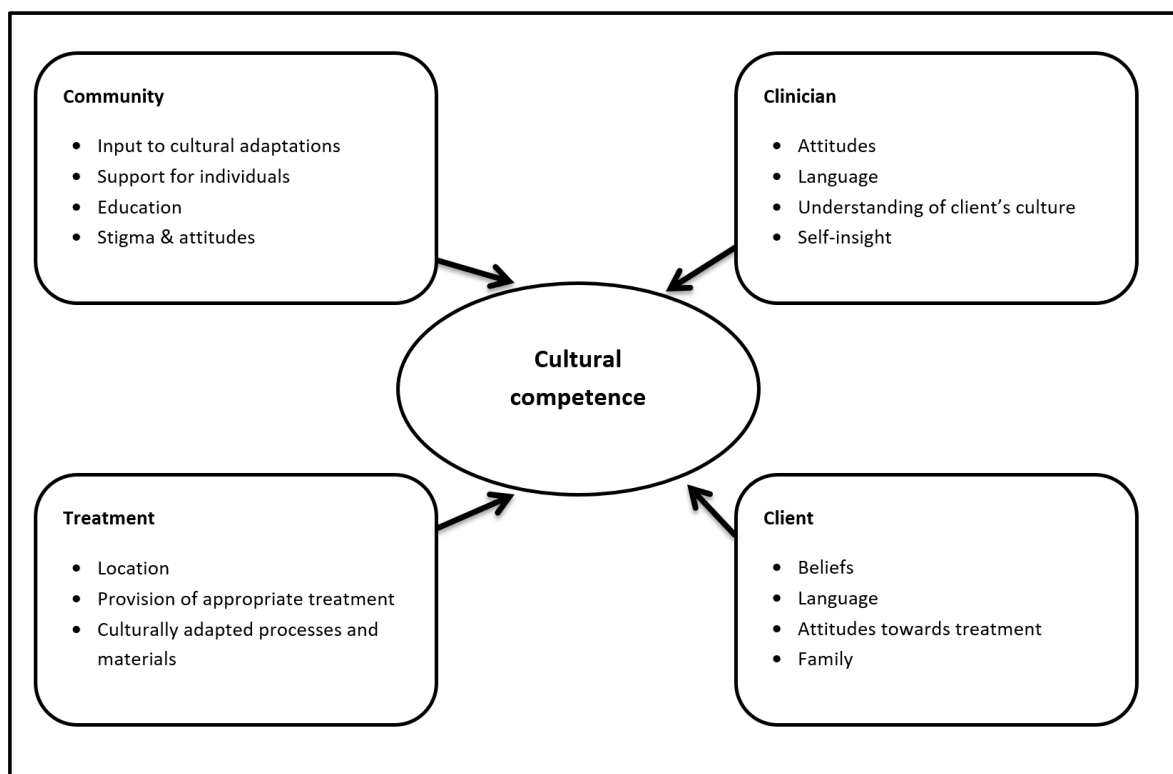 Community
• Input to cultural adaptations
• Support for individuals
• Education
• Stigma & attitudes
Clinician
• Attitudes
• Language
• Understanding of client’s culture
• Self-insight
Cultural
competence
Treatment
• Location
• Provision of appropriate treatment
• Culturally adapted processes and
materials
Client
• Beliefs
• Language
• Attitudes towards treatment
• Family